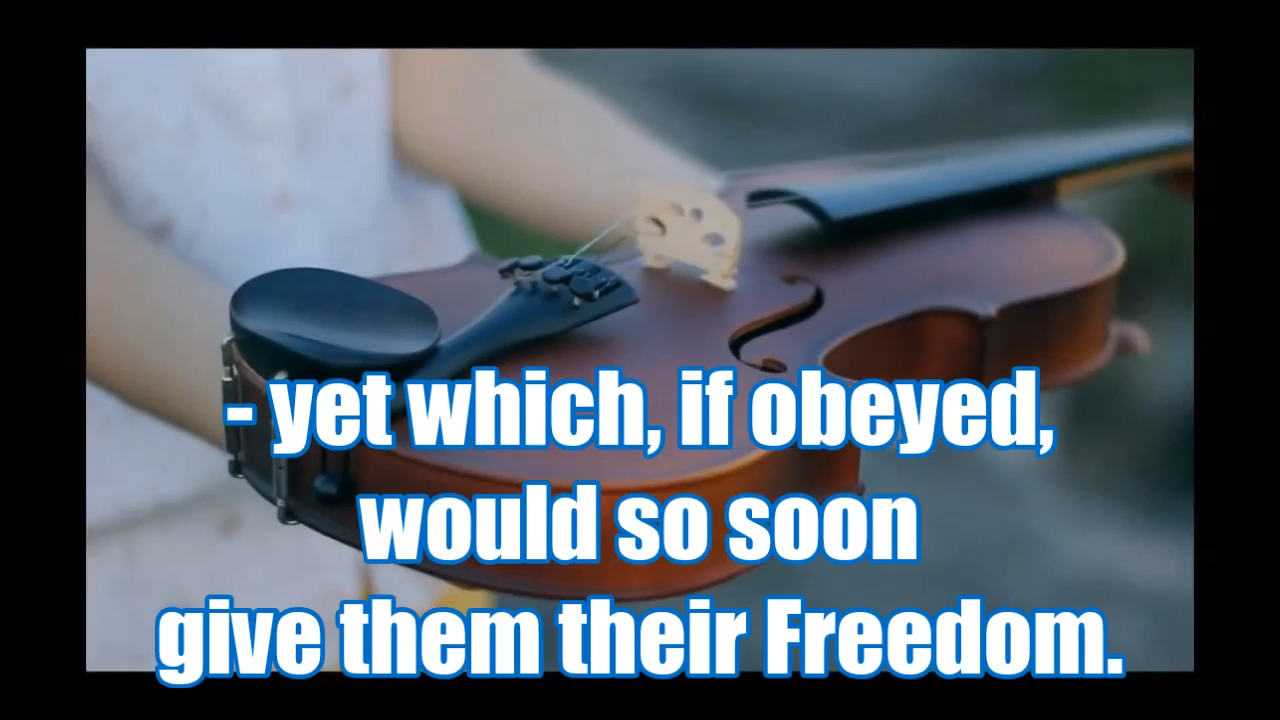 - yet which, if obeyed,
would so soon
give them their Freedom.